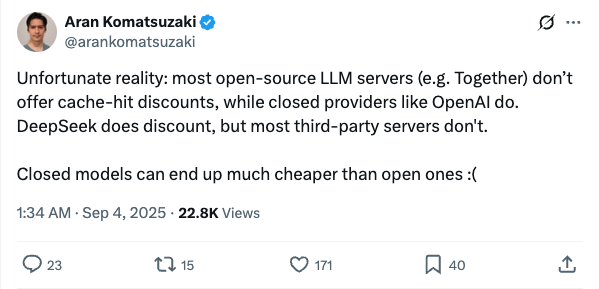 Aran Komatsuzaki
@arankomatsuzaki
Unfortunate reality: most open-source LLM servers (e.g. Together) don't
offer cache-hit discounts, while closed providers like OpenAI do.
DeepSeek does discount, but most third-party servers don't.
Closed models can end up much cheaper than open ones :(
1:34 AM · Sep 4, 2025 · 22.8K Views
23 15 171 40